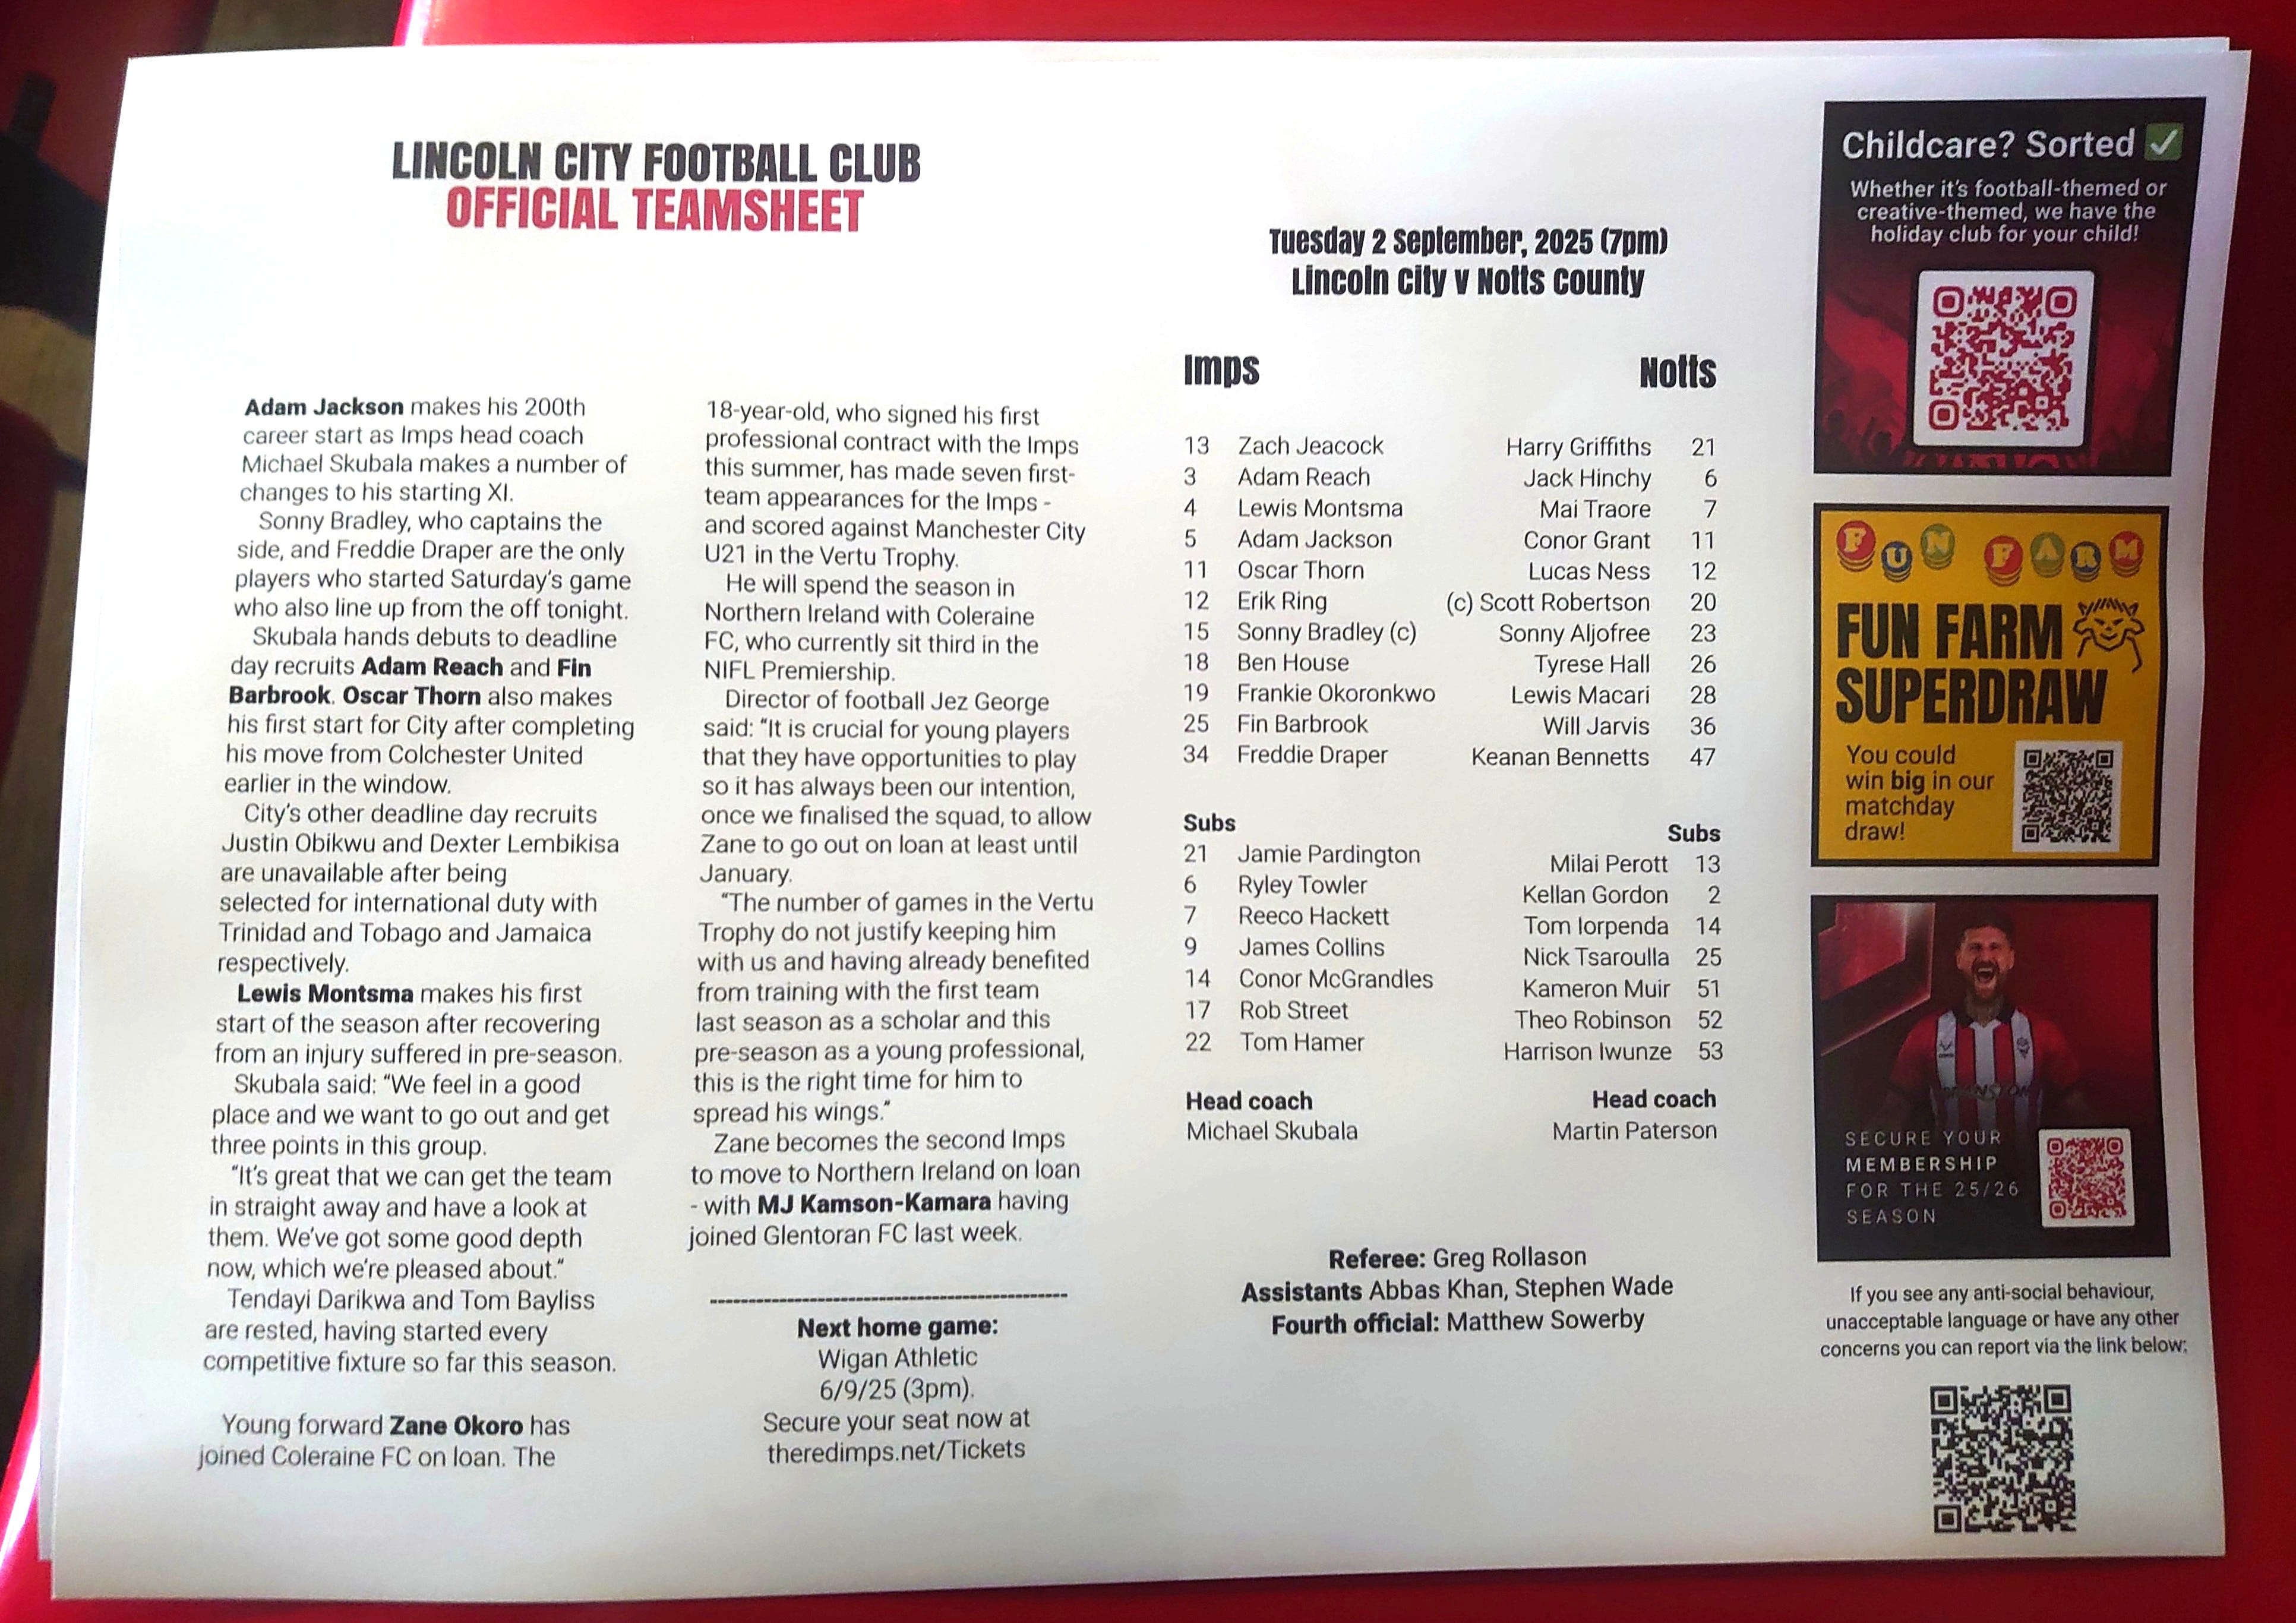 LINCOLN CITY FOOTBALL CLUB
OFFICIAL TEAMSHEET
Adam Jackson makes his 200th
career start as Imps head coach
Michael Skubala makes a number of
changes to his starting XI.
Sonny Bradley, who captains the
side, and Freddie Draper are the only
players who started Saturday's game
who also line up from the off tonight.
Skubala hands debuts to deadline
day recruits Adam Reach and Fin
Barbrook. Oscar Thorn also makes
his first start for City after completing
his move from Colchester United
earlier in the window.
City's other deadline day recruits
Justin Obikwu and Dexter Lembikisa
are unavailable after being
selected for international duty with
Trinidad and Tobago and Jamaica
respectively.
Lewis Montsma makes his first
start of the season after recovering
from an injury suffered in pre-season.
Skubala said: "We feel in a good
place and we want to go out and get
three points in this group.
"It's great that we can get the team
in straight away and have a look at
them. We've got some good depth
now, which we're pleased about."
Tendayi Darikwa and Tom Bayliss
are rested, having started every
competitive fixture so far this season.
Young forward Zane Okoro has
joined Coleraine FC on loan. The
18-year-old, who signed his first
professional contract with the Imps
this summer, has made seven first-
team appearances for the Imps -
and scored against Manchester City
U21 in the Vertu Trophy.
He will spend the season in
Northern Ireland with Coleraine
FC, who currently sit third in the
NIFL Premiership.
Director of football Jez George
said: "It is crucial for young players
that they have opportunities to play
so it has always been our intention,
once we finalised the squad, to allow
Zane to go out on loan at least until
January.
"The number of games in the Vertu
Trophy do not justify keeping him
with us and having already benefited
from training with the first team
last season as a scholar and this
pre-season as a young professional,
this is the right time for him to
spread his wings."
Zane becomes the second Imps
to move to Northern Ireland on loan
- with MJ Kamson-Kamara having
joined Glentoran FC last week.
Next home game:
Wigan Athletic
6/9/25 (3pm).
Secure your seat now at
theredimps.net/Tickets
Tuesday 2 September, 2025 (7pm)
Lincoln City v Notts County
Imps Notts
13 Zach Jeacock Harry Griffiths 21
3 Adam Reach Jack Hinchy 6
4 Lewis Montsma Mai Traore 7
5 Adam Jackson Conor Grant 11
11 Oscar Thorn Lucas Ness 12
12 Erik Ring (c) Scott Robertson 20
15 Sonny Bradley (c) Sonny Aljofree 23
18 Ben House Tyrese Hall 26
19 Frankie Okoronkwo Lewis Macari 28
25 Fin Barbrook Will Jarvis 36
34 Freddie Draper Keanan Bennetts 47
Subs Subs
21 Jamie Pardington Milai Perott 13
6 Ryley Towler Kellan Gordon 2
7 Reeco Hackett Tom Iorpenda 14
9 James Collins Nick Tsaroulla 25
14 Conor McGrandles Kameron Muir 51
17 Rob Street Theo Robinson 52
22 Tom Hamer Harrison Iwunze 53
Head coach Head coach
Michael Skubala Martin Paterson
Referee: Greg Rollason
Assistants Abbas Khan, Stephen Wade
Fourth official: Matthew Sowerby
Childcare? Sorted
Whether it's football-themed or
creative-themed, we have the
holiday club for your child!
FUN FARM
FUN FARM
SUPERDRAW
You could
win big in our
matchday
draw!
SECURE YOUR
MEMBERSHIP
FOR THE 25/26
SEASON
If you see any anti-social behaviour,
unacceptable language or have any other
concerns you can report via the link below: